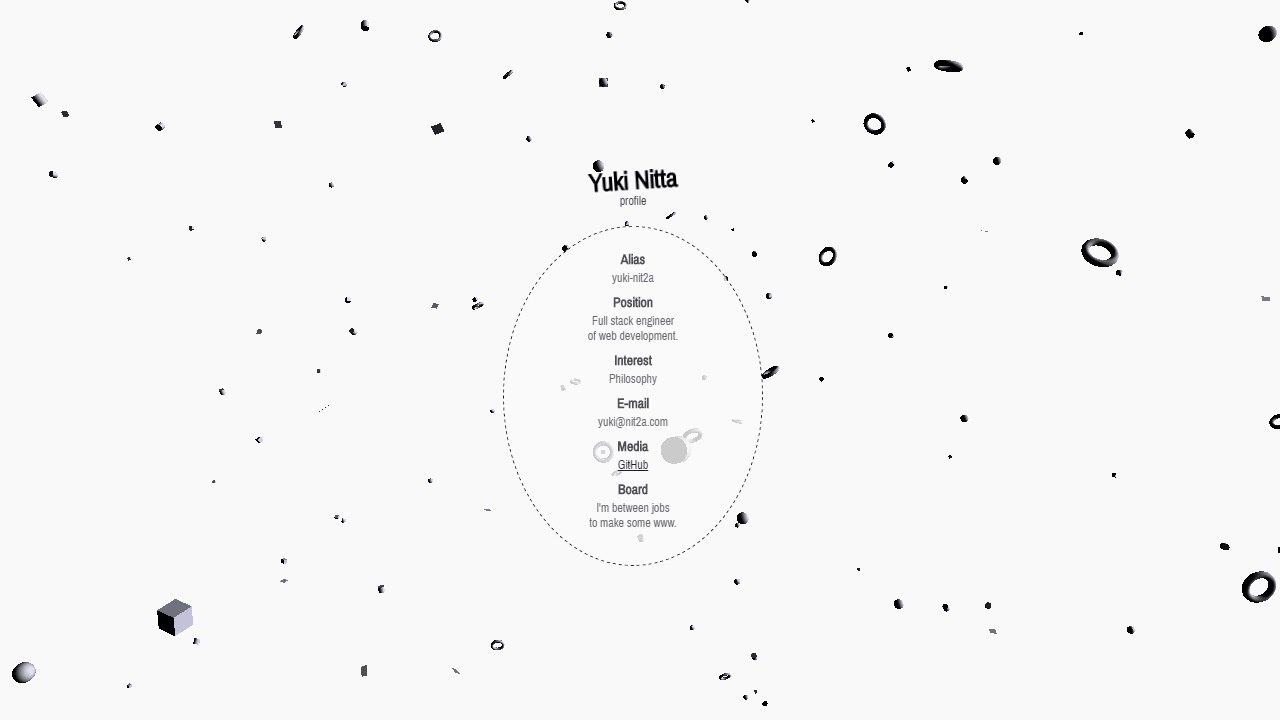 Yuki Nitta
profile
Alias
yuki-nit2a
Position
Full stack engineer
of web development.
Interest
Philosophy
E-mail
yuki@nit2a.com
Media
GitHub
Board
I'm between jobs
to make some www.